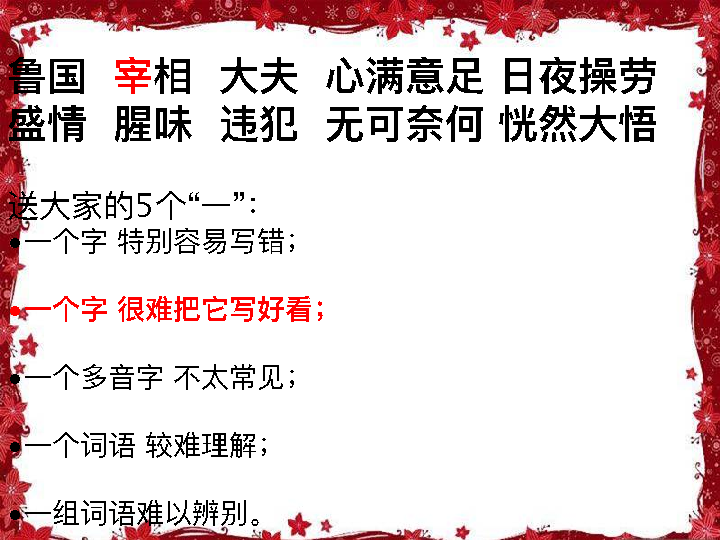 鲁国 宰相 大夫 心满意足 日夜操劳
盛情 腥味 违犯 无可奈何 恍然大悟
送大家的5个“一”：
•一个字 特别容易写错；
•一个字 很难把它写好看；
•一个多音字 不太常见；
•一个词语 较难理解；
•一组词语难以辨别。